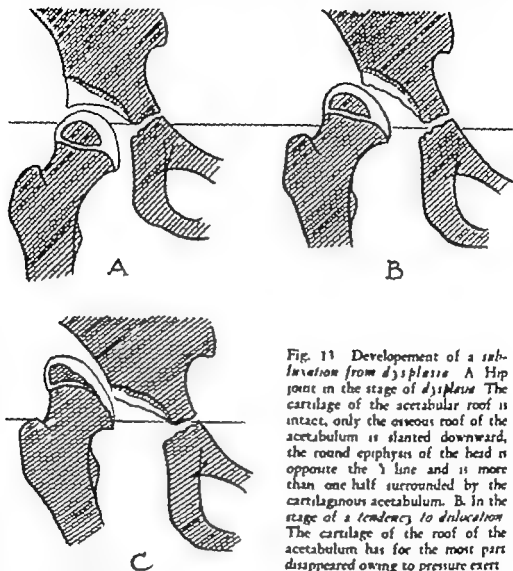 A
B
C
Fig. 13 Developement of a sub-
luxation from dysplasia A Hip
joint in the stage of dysplasia The
cartilage of the acetabular roof is
intact, only the osseous roof of the
acetabulum is slanted downward,
the round epiphysis of the head is
opposite the Y line and is more
than one half surrounded by the
cartilaginous acetabulum. B. In the
stage of a tendency to dislocation
The cartilage of the roof of the
acetabulum has for the most part
disappeared owing to pressure exert